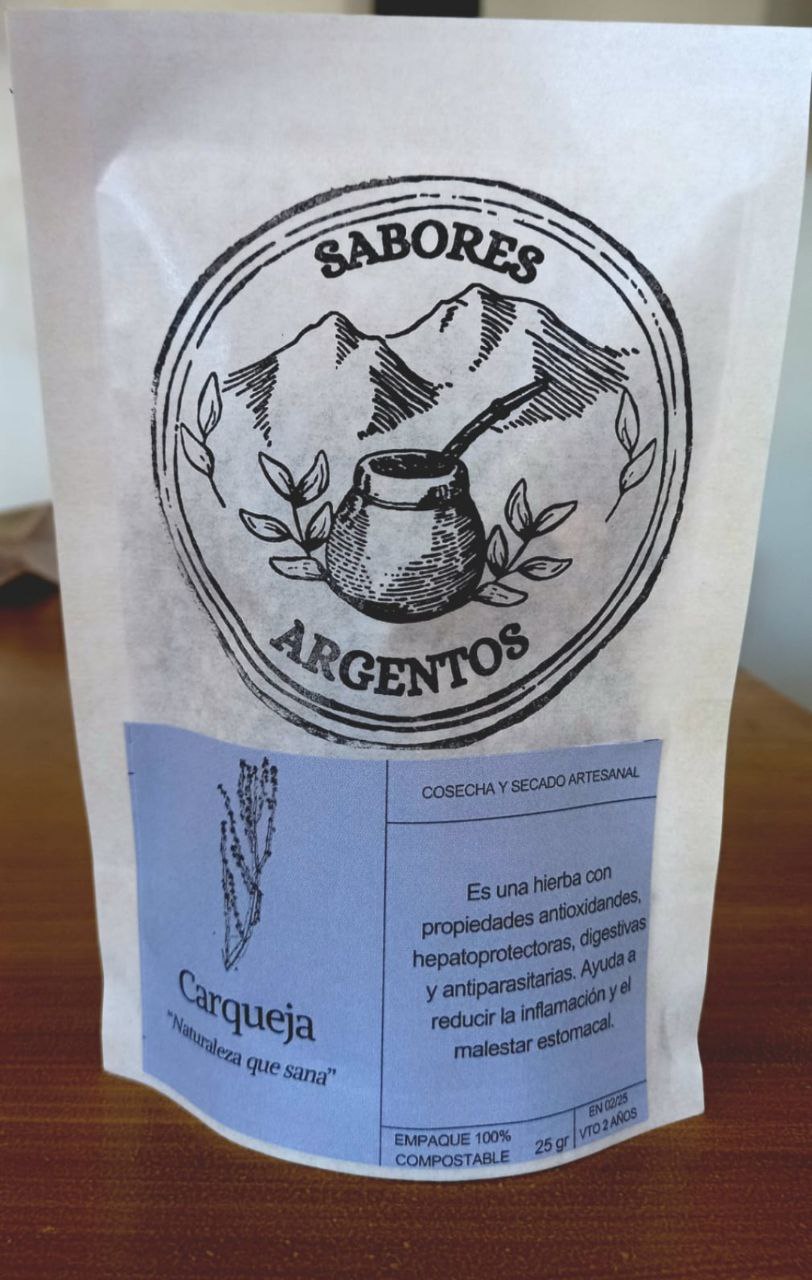 SABORES
ARGENTOS
Carqueja
"Naturaleza que sana"
COSECHA Y SECADO ARTESANAL
Es una hierba con
propiedades antioxidandes,
hepatoprotectoras, digestivas
y antiparasitarias. Ayuda a
reducir la inflamación y el
malestar estomacal.
EMPAQUE 100%
COMPOSTABLE
25 gr
EN 02/25
VTO 2 AÑOS